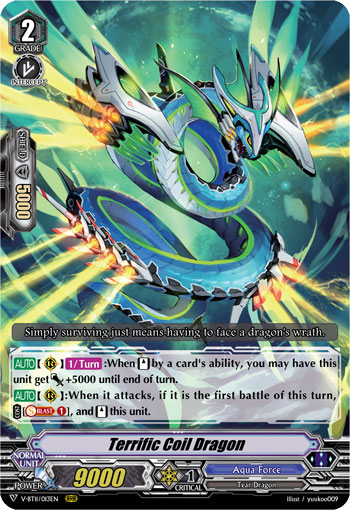 2
GRADE
INTERCEPT
SHIELD
5000
Simply surviving just means having to face a dragon's wrath.
AUTO [ ] 1/Turn :When [ ] by a card's ability, you may have this
unit get +5000 until end of turn.
AUTO [ ] :When it attacks, if it is the first battle of this turn,
COST [SOUL BLAST 1], and this unit.
Terrific Coil Dragon
NORMAL
UNIT
POWER
9000
1
CRITICAL
Aqua Force
Tear Dragon
V-BT11/013EN RRR
Illust / yuukoo009